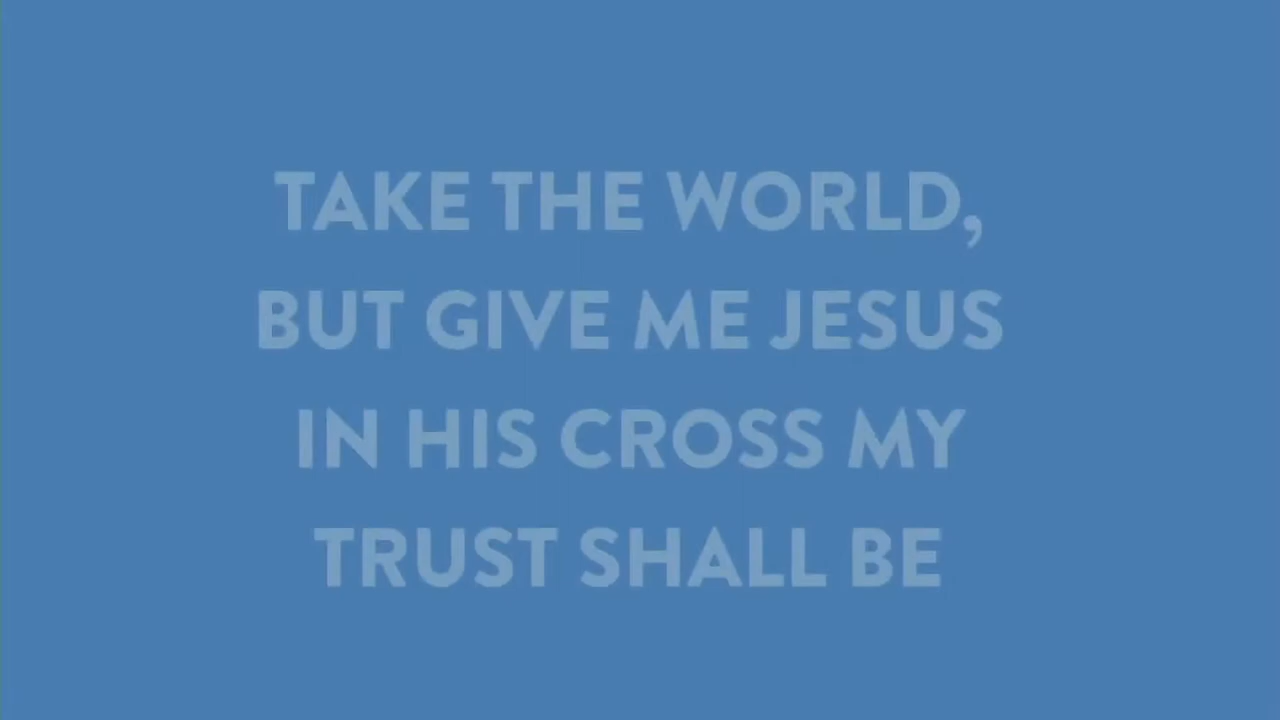 TAKE THE WORLD,
BUT GIVE ME JESUS
IN HIS CROSS MY
TRUST SHALL BE